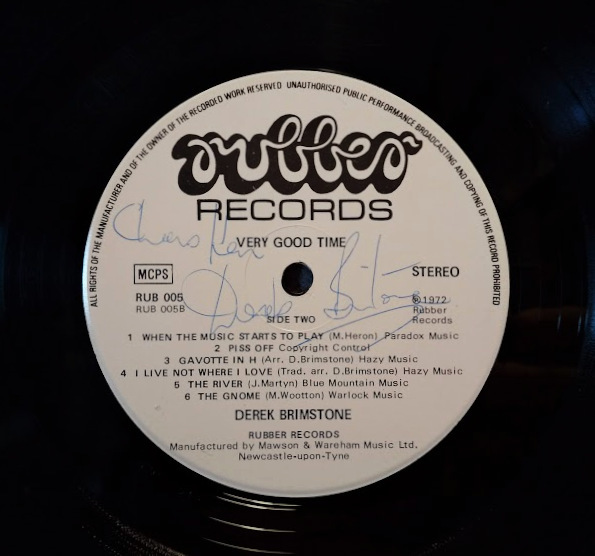 ALL RIGHTS OF THE MANUFACTURER AND OF THE OWNER OF THE RECORDED WORK RESERVED UNAUTHORISED PUBLIC PERFORMANCE BROADCASTING AND COPYING OF THIS RECORD PROHIBITED
rubber
RECORDS
VERY GOOD TIME
MCPS
STEREO
RUB 005
RUB 005B
℗ 1972
Rubber
Records
Derek Brimstone
SIDE TWO
1 WHEN THE MUSIC STARTS TO PLAY (M.Heron) Paradox Music
2 PISS OFF Copyright Control
3 GAVOTTE IN H (Arr. D.Brimstone) Hazy Music
4 I LIVE NOT WHERE I LOVE (Trad. arr. D.Brimstone) Hazy Music
5 THE RIVER (J.Martyn) Blue Mountain Music
6 THE GNOME (M.Wootton) Warlock Music
DEREK BRIMSTONE
RUBBER RECORDS
Manufactured by Mawson & Wareham Music Ltd.
Newcastle-upon-Tyne